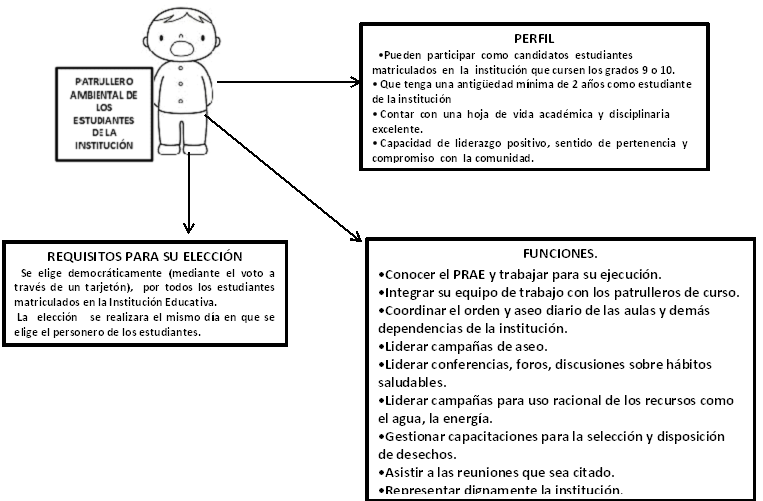 PATRULLERO
AMBIENTAL DE
LOS
ESTUDIANTES
DE LA
INSTITUCIÓN
PERFIL
•Pueden participar como candidatos estudiantes
matriculados en la institución que cursen los grados 9 o 10.
• Que tenga una antigüedad mínima de 2 años como estudiante
de la institución
• Contar con una hoja de vida académica y disciplinaria
excelente.
• Capacidad de liderazgo positivo, sentido de pertenencia y
compromiso con la comunidad.
REQUISITOS PARA SU ELECCIÓN
Se elige democráticamente (mediante el voto a
través de un tarjetón), por todos los estudiantes
matriculados en la Institución Educativa.
La elección se realizara el mismo día en que se
elige el personero de los estudiantes.
FUNCIONES.
•Conocer el PRAE y trabajar para su ejecución.
•Integrar su equipo de trabajo con los patrulleros de curso.
•Coordinar el orden y aseo diario de las aulas y demás
dependencias de la institución.
•Liderar campañas de aseo.
•Liderar conferencias, foros, discusiones sobre hábitos
saludables.
•Liderar campañas para uso racional de los recursos como
el agua, la energía.
•Gestionar capacitaciones para la selección y disposición
de desechos.
•Asistir a las reuniones que sea citado.
•Representar dignamente la institución.